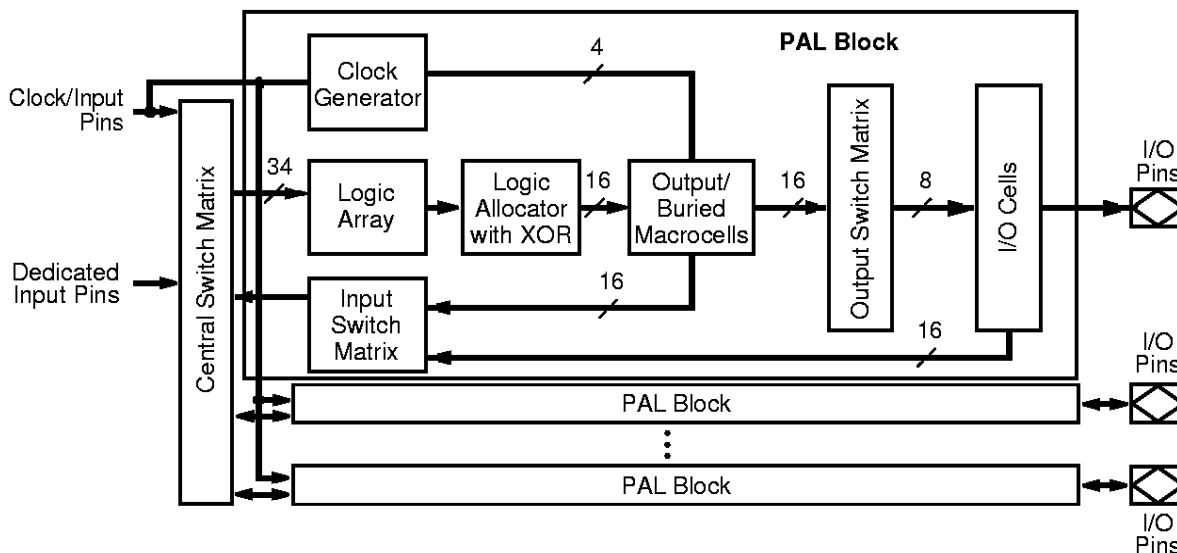 PAL Block
4
Clock
Generator
Clock/Input
Pins
Central Switch Matrix
34
Logic
Array
Logic
Allocator
with XOR
16
Output/
Buried
Macrocells
16
Output Switch Matrix
8
I/O Cells
I/O
Pins
Dedicated
Input Pins
Input
Switch
Matrix
16
16
I/O
Pins
PAL Block
PAL Block
I/O
Pins